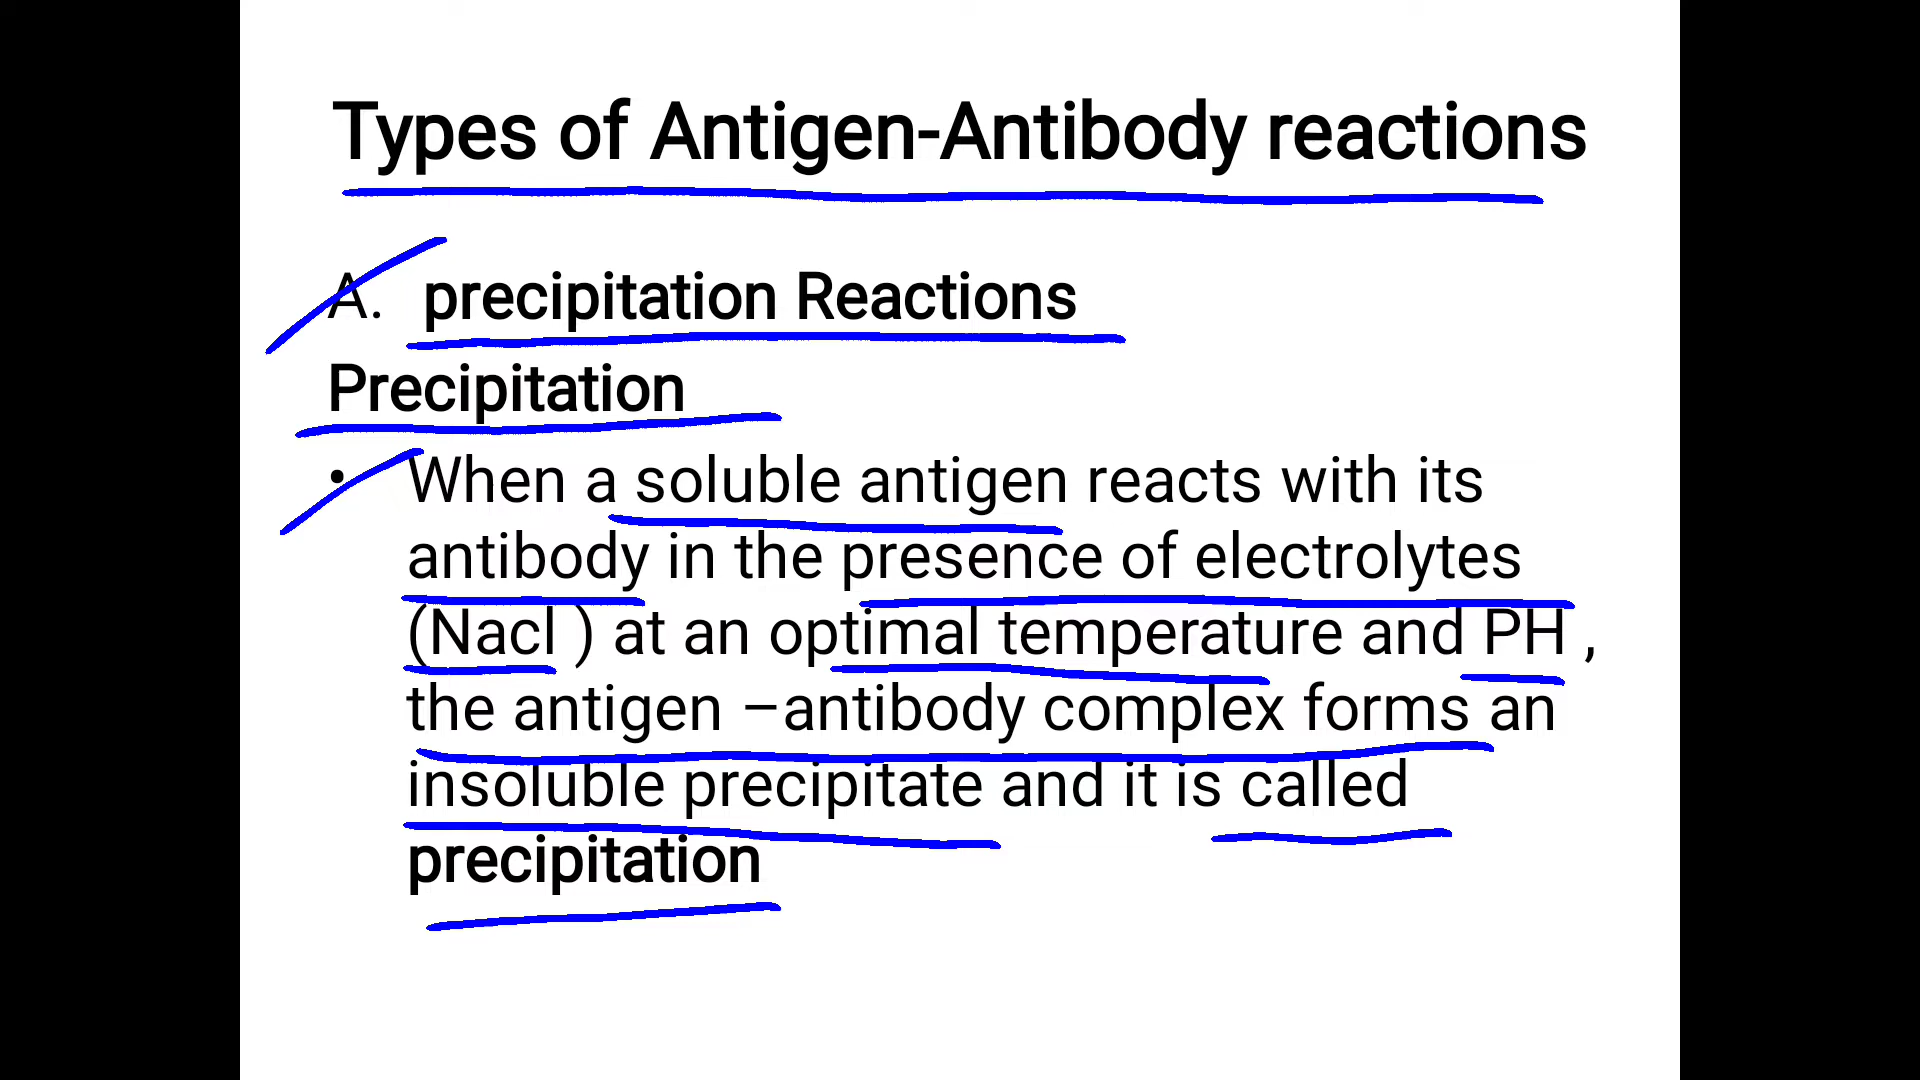 Types of Antigen-Antibody reactions
A. precipitation Reactions
Precipitation
• When a soluble antigen reacts with its
antibody in the presence of electrolytes
(Nacl ) at an optimal temperature and PH ,
the antigen –antibody complex forms an
insoluble precipitate and it is called
precipitation